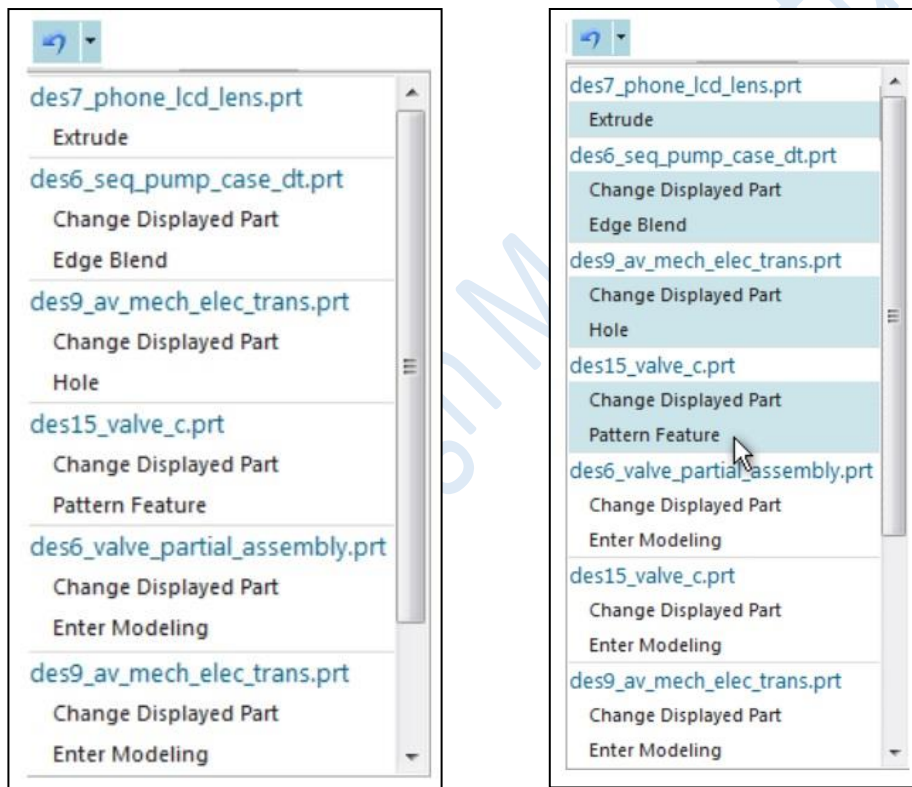 des7_phone_lcd_lens.prt
Extrude
des6_seq_pump_case_dt.prt
Change Displayed Part
Edge Blend
des9_av_mech_elec_trans.prt
Change Displayed Part
Hole
des15_valve_c.prt
Change Displayed Part
Pattern Feature
des6_valve_partial_assembly.prt
Change Displayed Part
Enter Modeling
des9_av_mech_elec_trans.prt
Change Displayed Part
Enter Modeling
des7_phone_lcd_lens.prt
Extrude
des6_seq_pump_case_dt.prt
Change Displayed Part
Edge Blend
des9_av_mech_elec_trans.prt
Change Displayed Part
Hole
des15_valve_c.prt
Change Displayed Part
Pattern Feature
des6_valve_partial_assembly.prt
Change Displayed Part
Enter Modeling
des15_valve_c.prt
Change Displayed Part
Enter Modeling
des9_av_mech_elec_trans.prt
Change Displayed Part
Enter Modeling